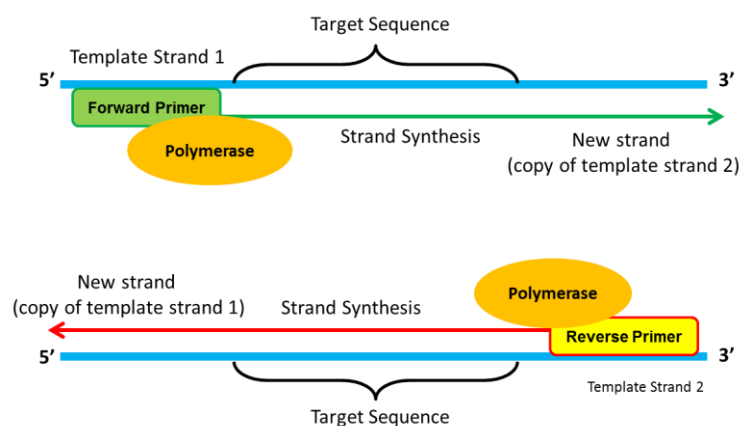 Target Sequence
Template Strand 1
5’
3’
Forward Primer
Polymerase
Strand Synthesis
New strand
(copy of template strand 2)
New strand
(copy of template strand 1)
Strand Synthesis
Polymerase
Reverse Primer
5’
3’
Template Strand 2
Target Sequence